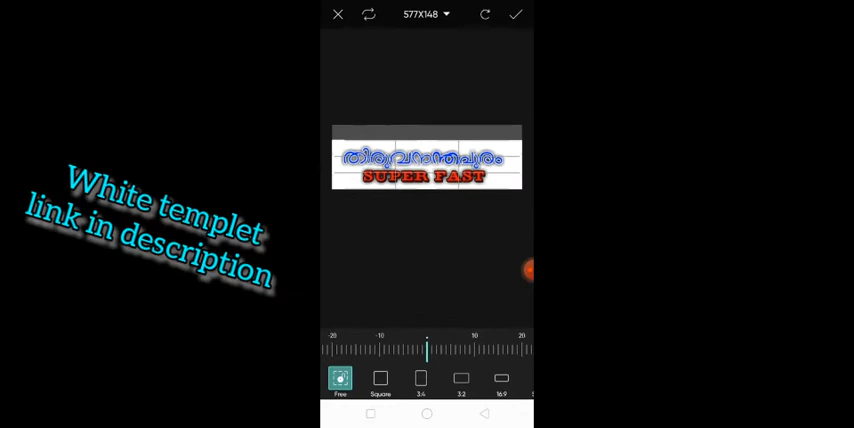 577X148
തിരുവനന്തപുരം
SUPER FAST
White templet
link in description
-20 -10 10 20
Free Square 3:4 3:2 16:9